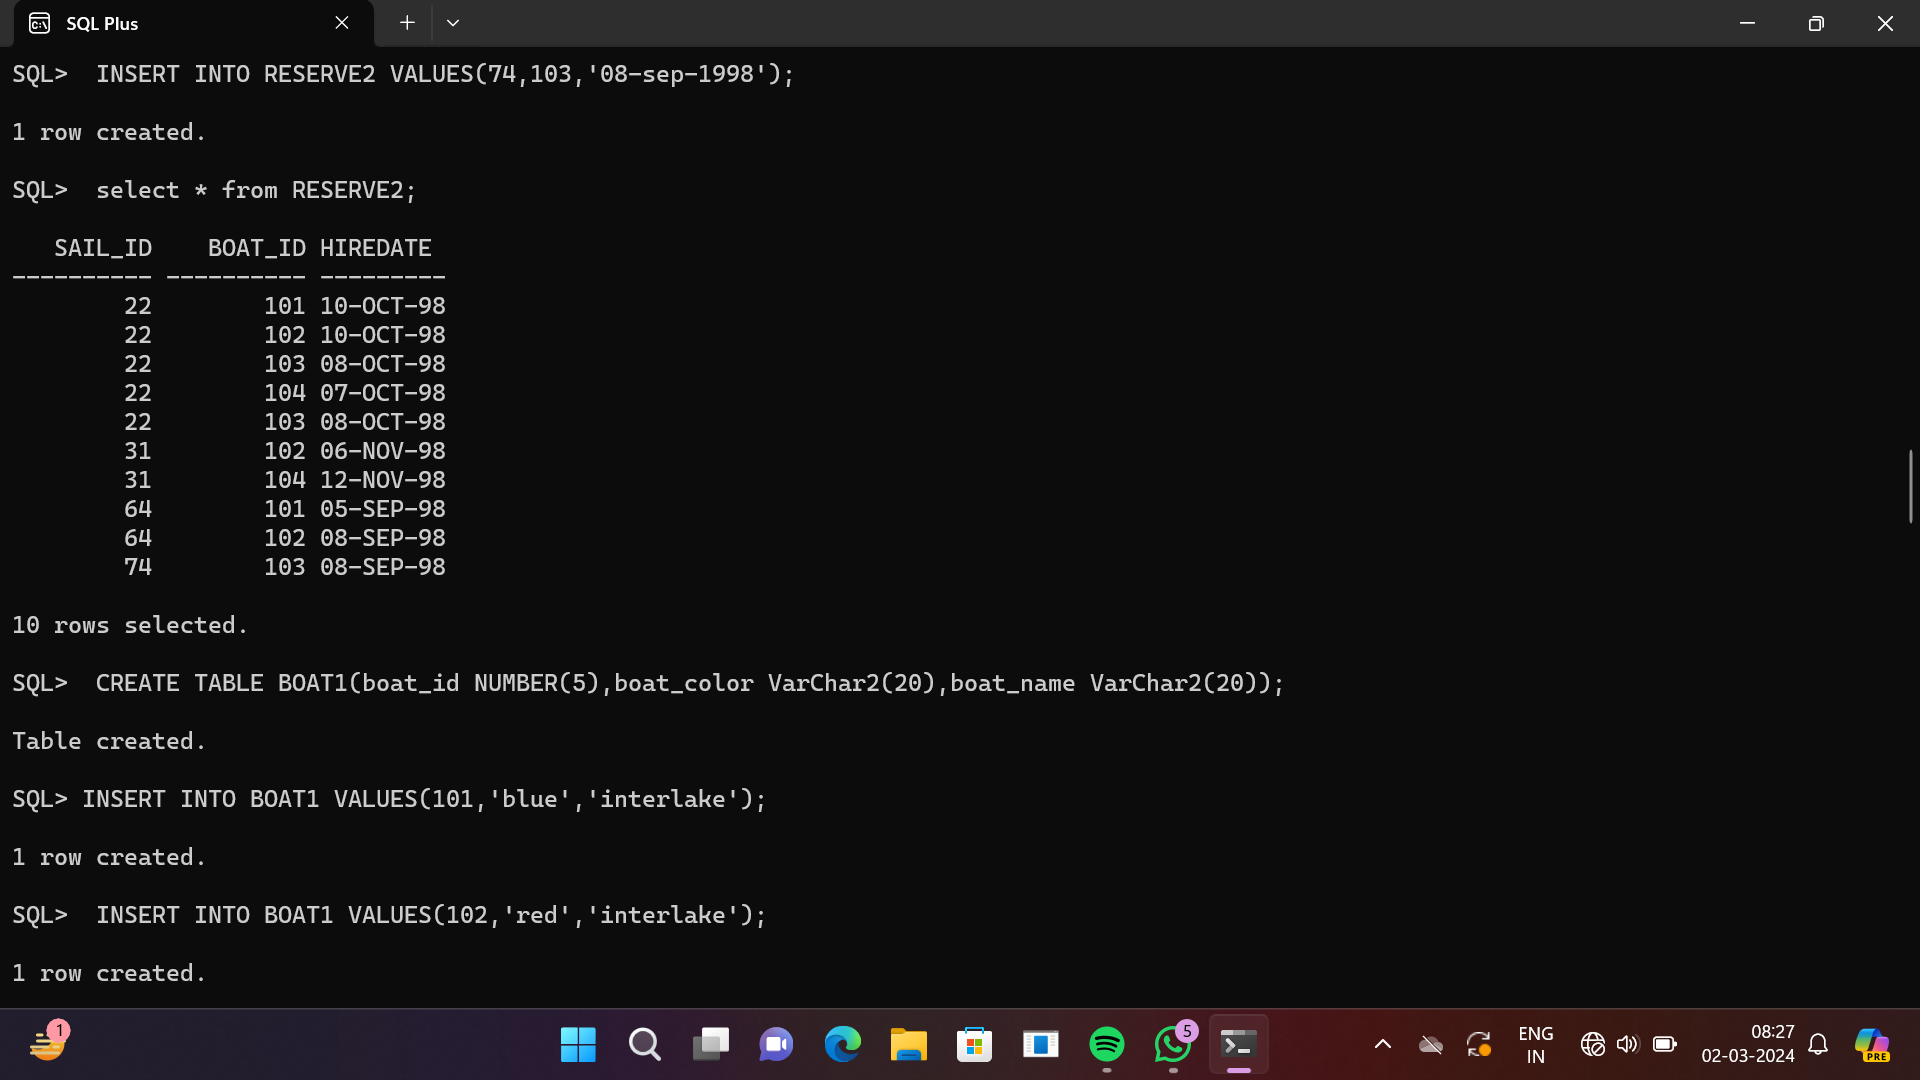 SQL Plus
SQL>  INSERT INTO RESERVE2 VALUES(74,103,'08-sep-1998');
1 row created.
SQL>  select * from RESERVE2;
   SAIL_ID    BOAT_ID HIREDATE
---------- ---------- ---------
        22        101 10-OCT-98
        22        102 10-OCT-98
        22        103 08-OCT-98
        22        104 07-OCT-98
        22        103 08-OCT-98
        31        102 06-NOV-98
        31        104 12-NOV-98
        64        101 05-SEP-98
        64        102 08-SEP-98
        74        103 08-SEP-98
10 rows selected.
SQL>  CREATE TABLE BOAT1(boat_id NUMBER(5),boat_color VarChar2(20),boat_name VarChar2(20));
Table created.
SQL> INSERT INTO BOAT1 VALUES(101,'blue','interlake');
1 row created.
SQL>  INSERT INTO BOAT1 VALUES(102,'red','interlake');
1 row created.
1
5
ENG
IN
08:27
02-03-2024
PRE